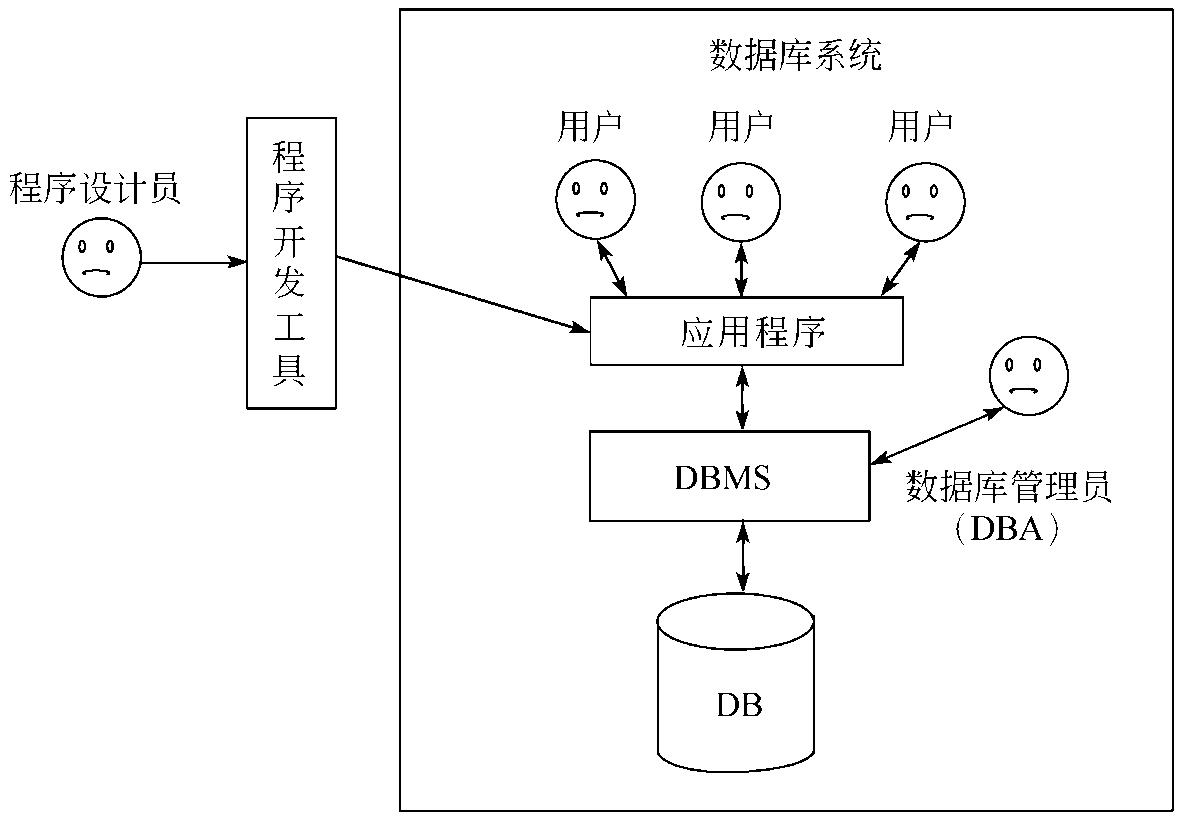 数据库系统
用户
用户
用户
程序设计员
程序开发工具
应用程序
DBMS
数据库管理员
（DBA）
DB